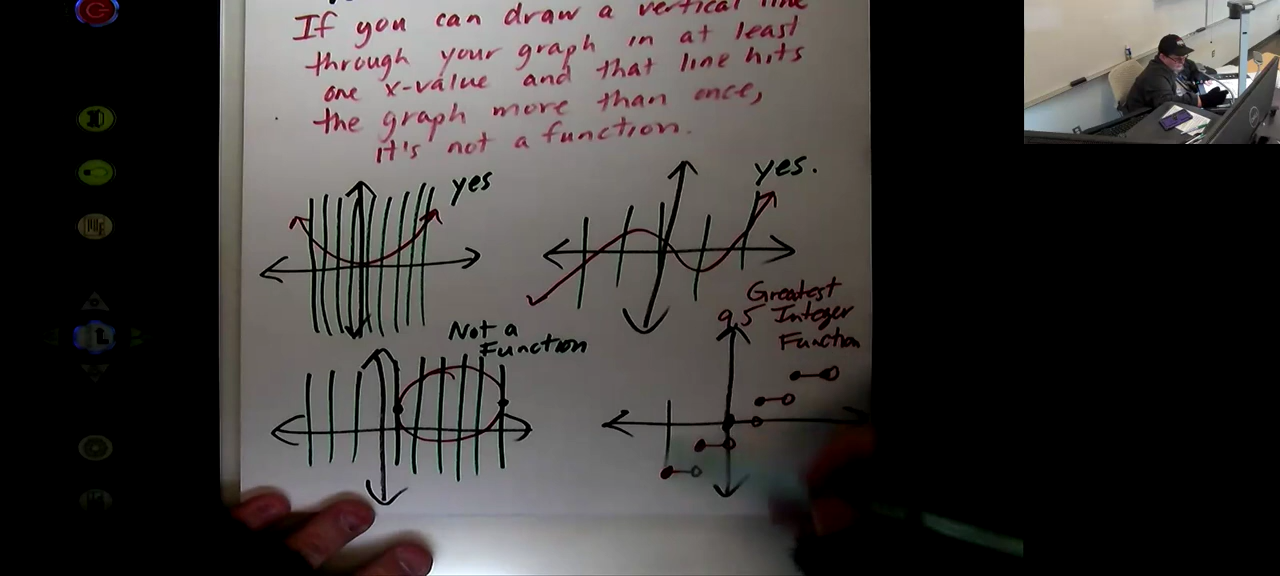 If you can draw a vertical line
through your graph in at least
one x-value and that line hits
the graph more than once,
it's not a function.
yes
yes.
Not a
Function
Greatest
Integer
Function